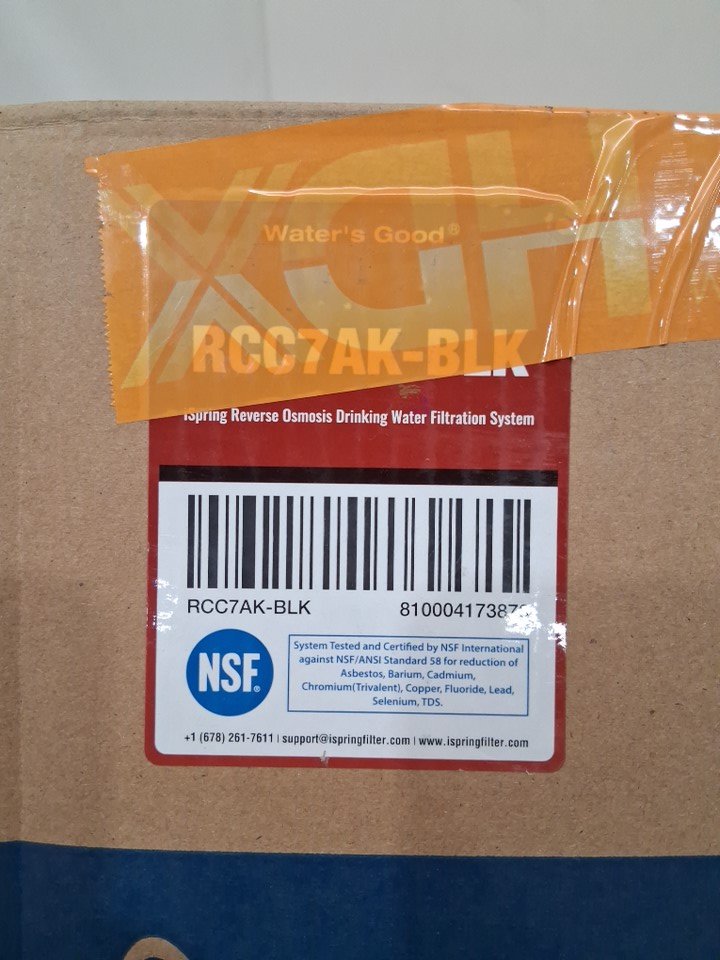 HDX
Water's Good®
RCC7AK-BLK
iSpring Reverse Osmosis Drinking Water Filtration System
RCC7AK-BLK 810004173873
NSF®
System Tested and Certified by NSF International
against NSF/ANSI Standard 58 for reduction of
Asbestos, Barium, Cadmium,
Chromium(Trivalent), Copper, Fluoride, Lead,
Selenium, TDS.
+1 (678) 261-7611 | support@ispringfilter.com | www.ispringfilter.com